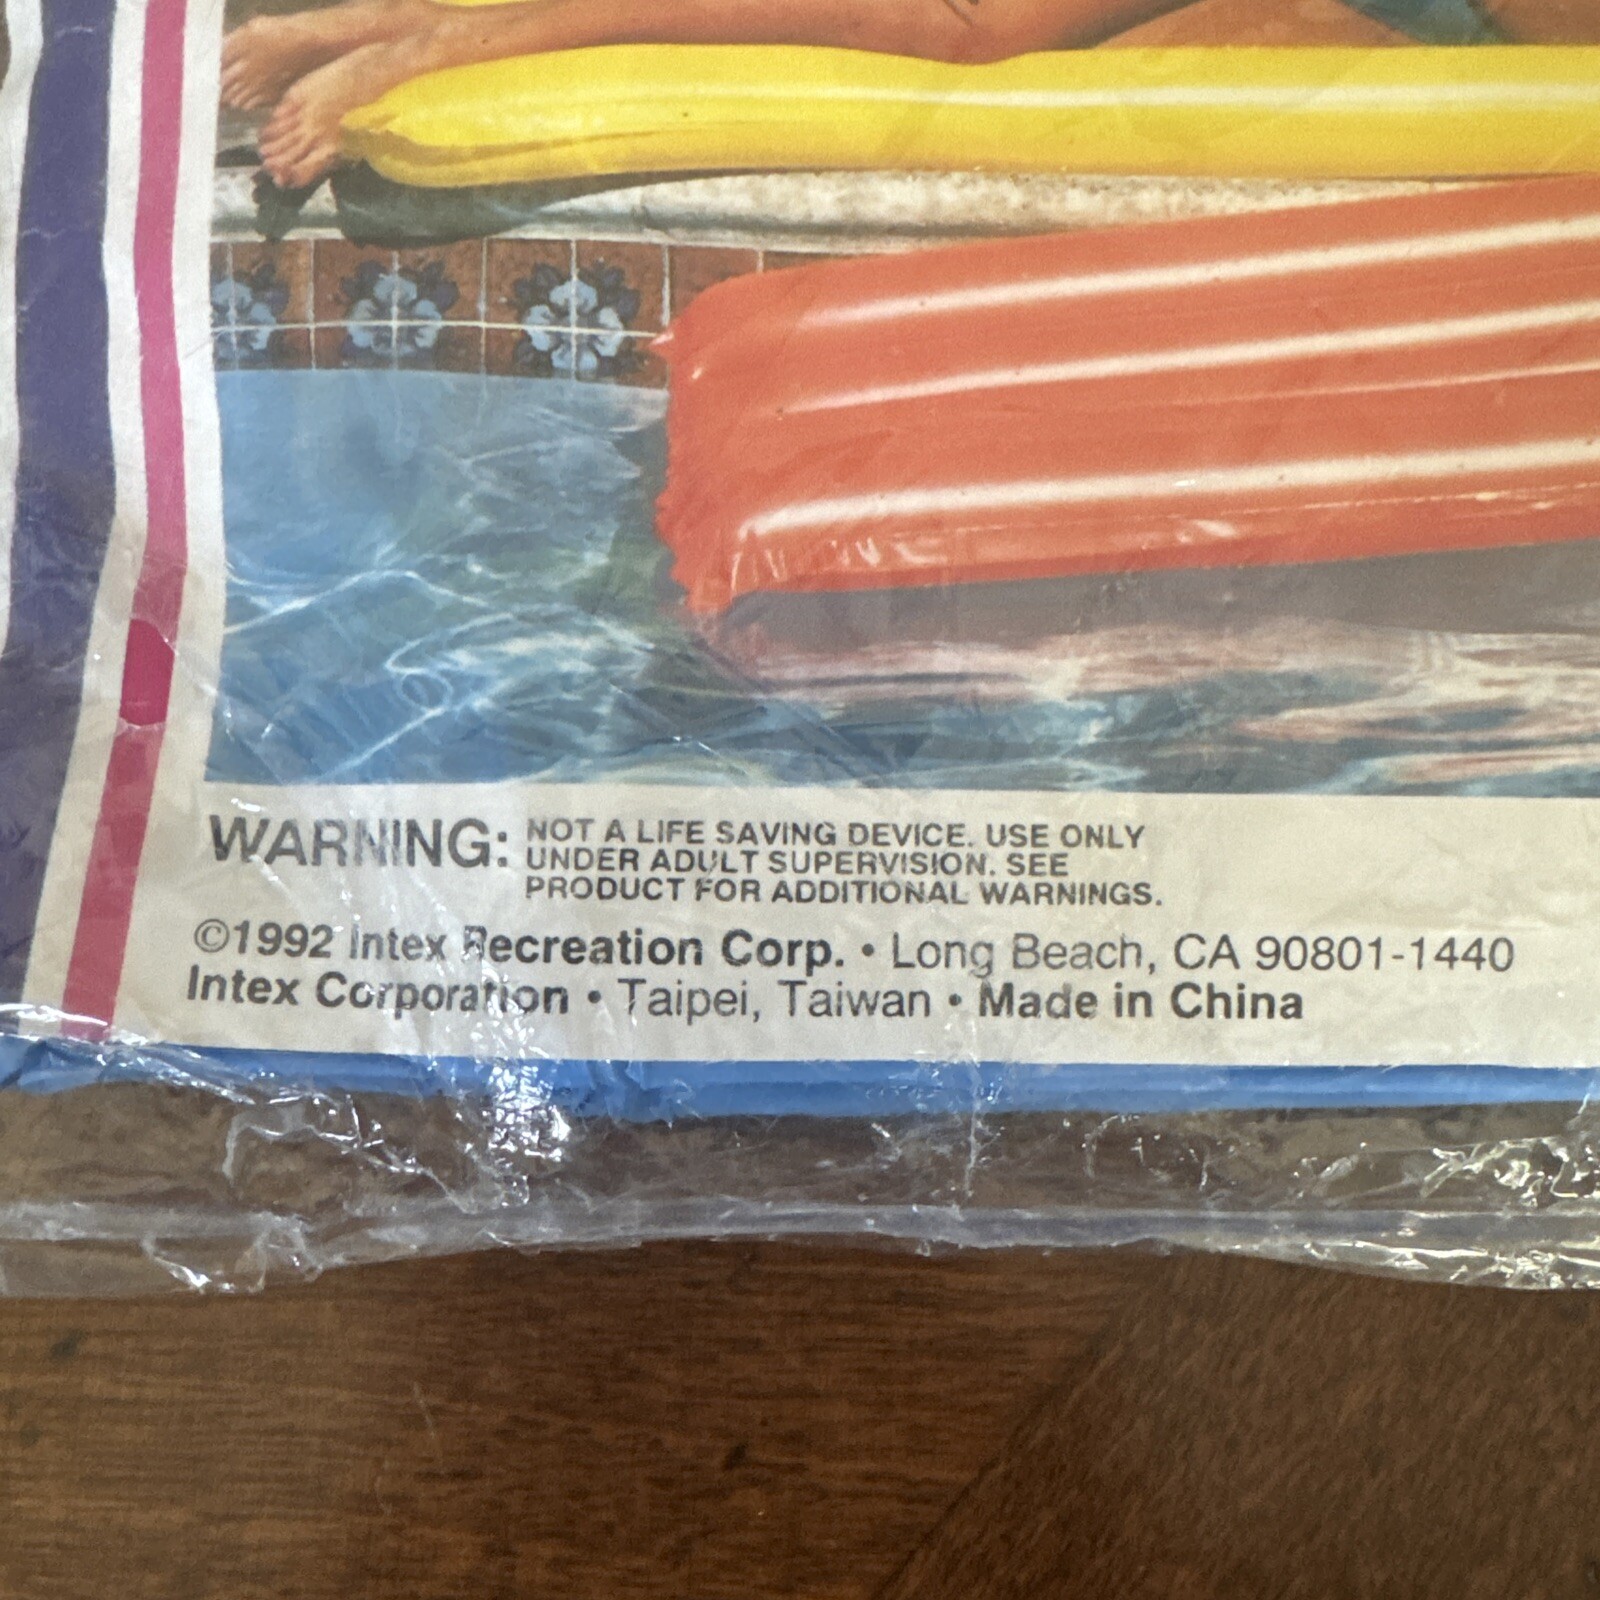 WARNING: NOT A LIFE SAVING DEVICE. USE ONLY
UNDER ADULT SUPERVISION. SEE
PRODUCT FOR ADDITIONAL WARNINGS.
©1992 Intex Recreation Corp. • Long Beach, CA 90801-1440
Intex Corporation • Taipei, Taiwan • Made in China